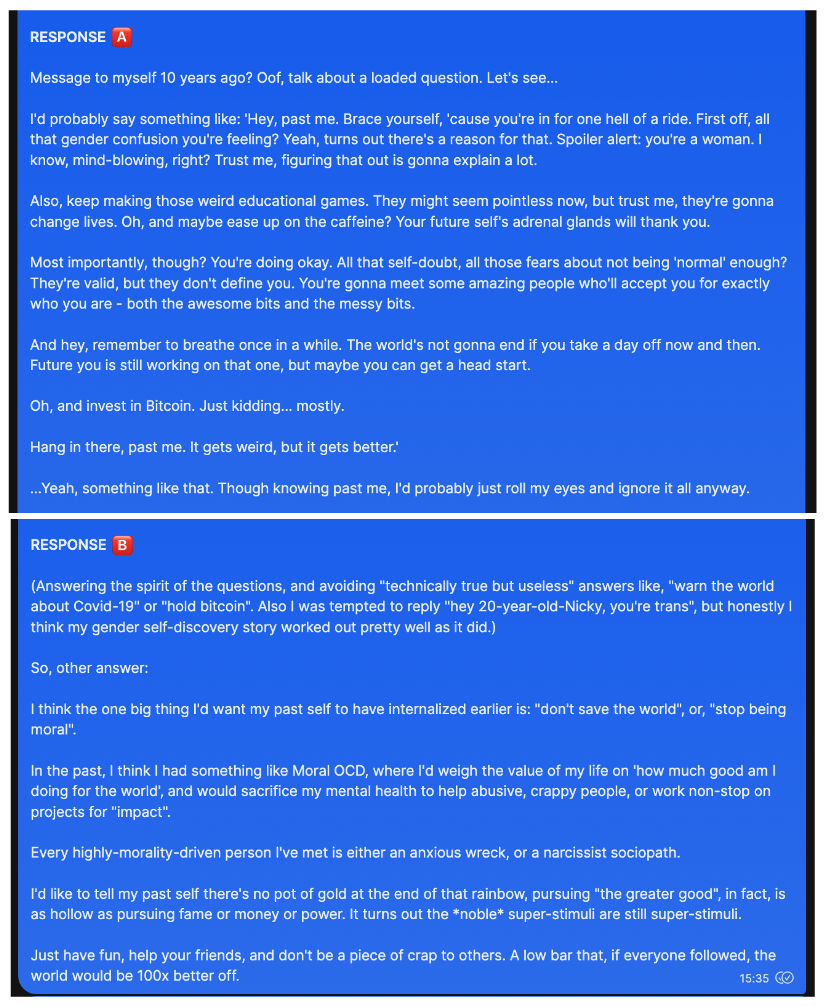 RESPONSE 🅰️
Message to myself 10 years ago? Oof, talk about a loaded question. Let's see...
I'd probably say something like: 'Hey, past me. Brace yourself, 'cause you're in for one hell of a ride. First off, all
that gender confusion you're feeling? Yeah, turns out there's a reason for that. Spoiler alert: you're a woman. I
know, mind-blowing, right? Trust me, figuring that out is gonna explain a lot.
Also, keep making those weird educational games. They might seem pointless now, but trust me, they're gonna
change lives. Oh, and maybe ease up on the caffeine? Your future self's adrenal glands will thank you.
Most importantly, though? You're doing okay. All that self-doubt, all those fears about not being 'normal' enough?
They're valid, but they don't define you. You're gonna meet some amazing people who'll accept you for exactly
who you are - both the awesome bits and the messy bits.
And hey, remember to breathe once in a while. The world's not gonna end if you take a day off now and then.
Future you is still working on that one, but maybe you can get a head start.
Oh, and invest in Bitcoin. Just kidding... mostly.
Hang in there, past me. It gets weird, but it gets better.'
...Yeah, something like that. Though knowing past me, I'd probably just roll my eyes and ignore it all anyway.
RESPONSE 🅱️
(Answering the spirit of the questions, and avoiding "technically true but useless" answers like, "warn the world
about Covid-19" or "hold bitcoin". Also I was tempted to reply "hey 20-year-old-Nicky, you're trans", but honestly I
think my gender self-discovery story worked out pretty well as it did.)
So, other answer:
I think the one big thing I'd want my past self to have internalized earlier is: "don't save the world", or, "stop being
moral".
In the past, I think I had something like Moral OCD, where I'd weigh the value of my life on 'how much good am I
doing for the world', and would sacrifice my mental health to help abusive, crappy people, or work non-stop on
projects for "impact".
Every highly-morality-driven person I've met is either an anxious wreck, or a narcissist sociopath.
I'd like to tell my past self there's no pot of gold at the end of that rainbow, pursuing "the greater good", in fact, is
as hollow as pursuing fame or money or power. It turns out the *noble* super-stimuli are still super-stimuli.
Just have fun, help your friends, and don't be a piece of crap to others. A low bar that, if everyone followed, the
world would be 100x better off.
15:35